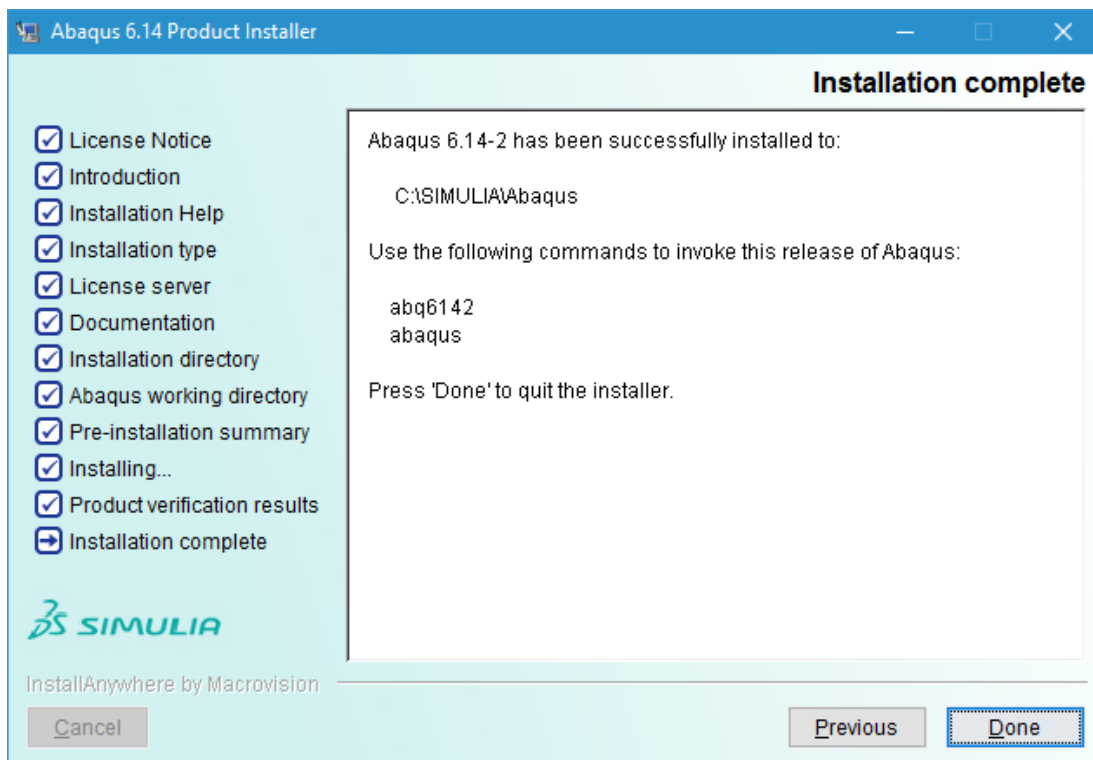 Abaqus 6.14 Product Installer
Installation complete
License Notice
Introduction
Installation Help
Installation type
License server
Documentation
Installation directory
Abaqus working directory
Pre-installation summary
Installing...
Product verification results
Installation complete
Abaqus 6.14-2 has been successfully installed to:
C:\SIMULIA\Abaqus
Use the following commands to invoke this release of Abaqus:
abq6142
abaqus
Press 'Done' to quit the installer.
3DS SIMULIA
InstallAnywhere by Macrovision
Cancel
Previous
Done